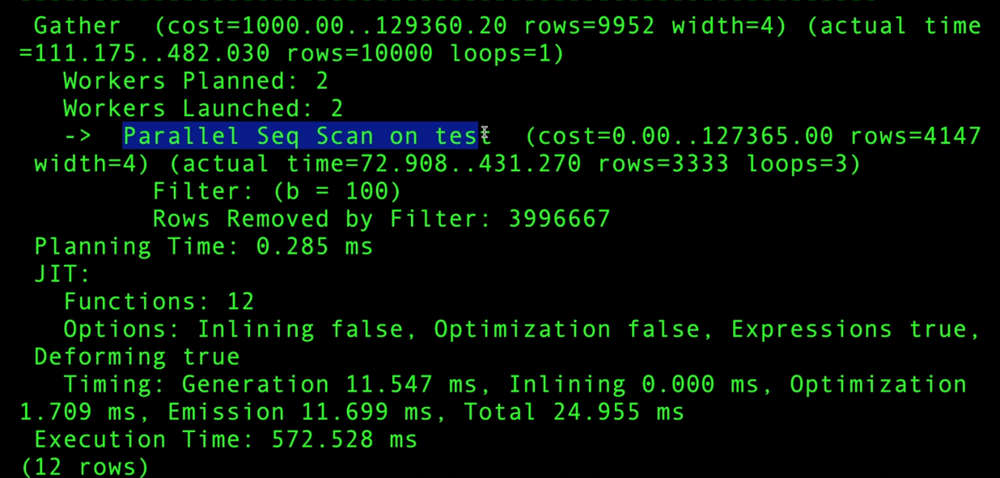 Gather  (cost=1000.00..129360.20 rows=9952 width=4) (actual time
=111.175..482.030 rows=10000 loops=1)
Workers Planned: 2
Workers Launched: 2
->  Parallel Seq Scan on test  (cost=0.00..127365.00 rows=4147
width=4) (actual time=72.908..431.270 rows=3333 loops=3)
Filter: (b = 100)
Rows Removed by Filter: 3996667
Planning Time: 0.285 ms
JIT:
Functions: 12
Options: Inlining false, Optimization false, Expressions true,
Deforming true
Timing: Generation 11.547 ms, Inlining 0.000 ms, Optimization
1.709 ms, Emission 11.699 ms, Total 24.955 ms
Execution Time: 572.528 ms
(12 rows)